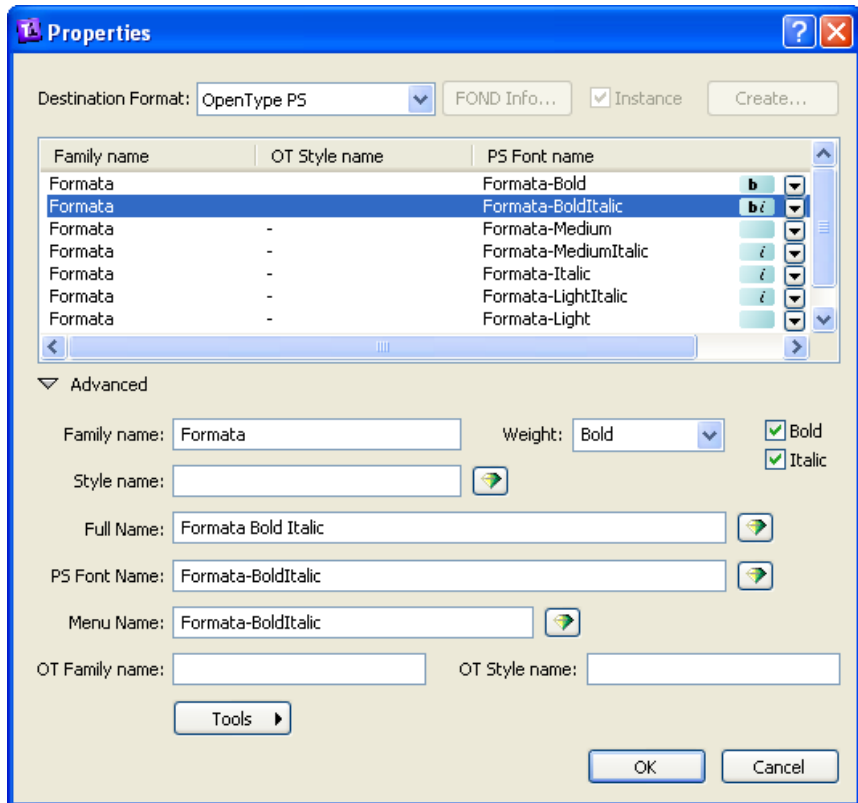 Properties
Destination Format: OpenType PS FOND Info... Instance Create...
Family name OT Style name PS Font name
Formata Formata-Bold b
Formata Formata-BoldItalic b i
Formata - Formata-Medium
Formata - Formata-MediumItalic i
Formata - Formata-Italic i
Formata - Formata-LightItalic i
Formata - Formata-Light
Advanced
Family name: Formata Weight: Bold Bold
Italic
Style name:
Full Name: Formata Bold Italic
PS Font Name: Formata-BoldItalic
Menu Name: Formata-BoldItalic
OT Family name: OT Style name:
Tools
OK Cancel